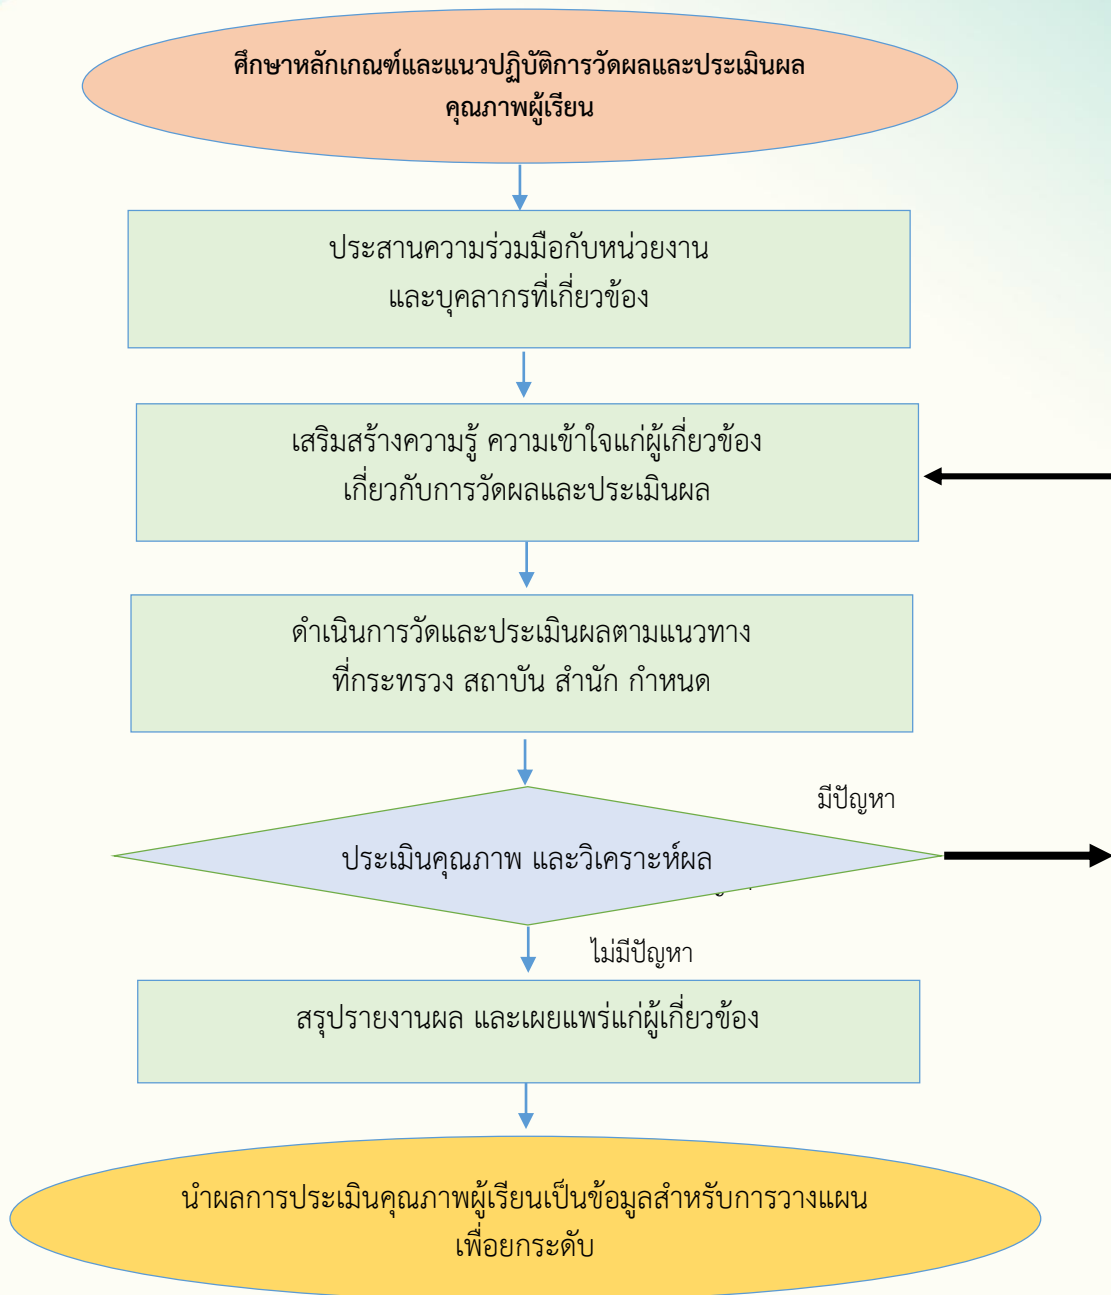 ศึกษาหลักเกณฑ์และแนวปฏิบัติการวัดผลและประเมินผล
คุณภาพผู้เรียน
ประสานความร่วมมือกับหน่วยงาน
และบุคลากรที่เกี่ยวข้อง
เสริมสร้างความรู้ ความเข้าใจแก่ผู้เกี่ยวข้อง
เกี่ยวกับการวัดผลและประเมินผล
ดำเนินการวัดและประเมินผลตามแนวทาง
ที่กระทรวง สถาบัน สำนัก กำหนด
มีปัญหา
ประเมินคุณภาพ และวิเคราะห์ผล
ไม่มีปัญหา
สรุปรายงานผล และเผยแพร่แก่ผู้เกี่ยวข้อง
นำผลการประเมินคุณภาพผู้เรียนเป็นข้อมูลสำหรับการวางแผน
เพื่อยกระดับ